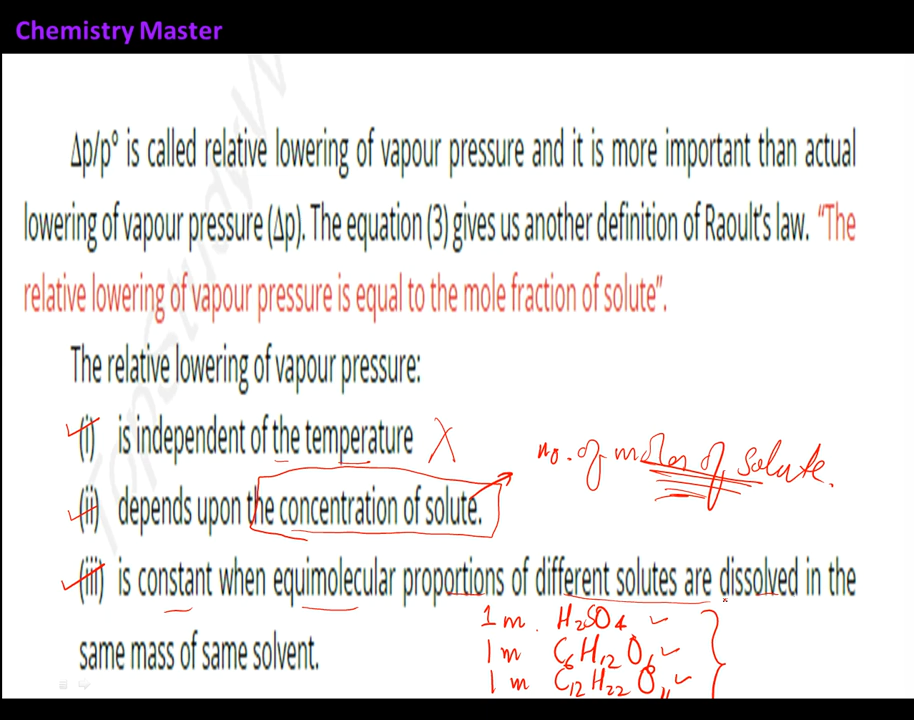 Chemistry Master
Δp/p° is called relative lowering of vapour pressure and it is more important than actual
lowering of vapour pressure (Δp). The equation (3) gives us another definition of Raoult's law. “The
relative lowering of vapour pressure is equal to the mole fraction of solute”.
The relative lowering of vapour pressure:
(i) is independent of the temperature X
no. of moles of solute.
(ii) depends upon the concentration of solute.
(iii) is constant when equimolecular proportions of different solutes are dissolved in the
same mass of same solvent.
1 m. H₂SO₄ ✓
1 m C₆H₁₂O₆ ✓
1 m C₁₂H₂₂O₁₁ ✓